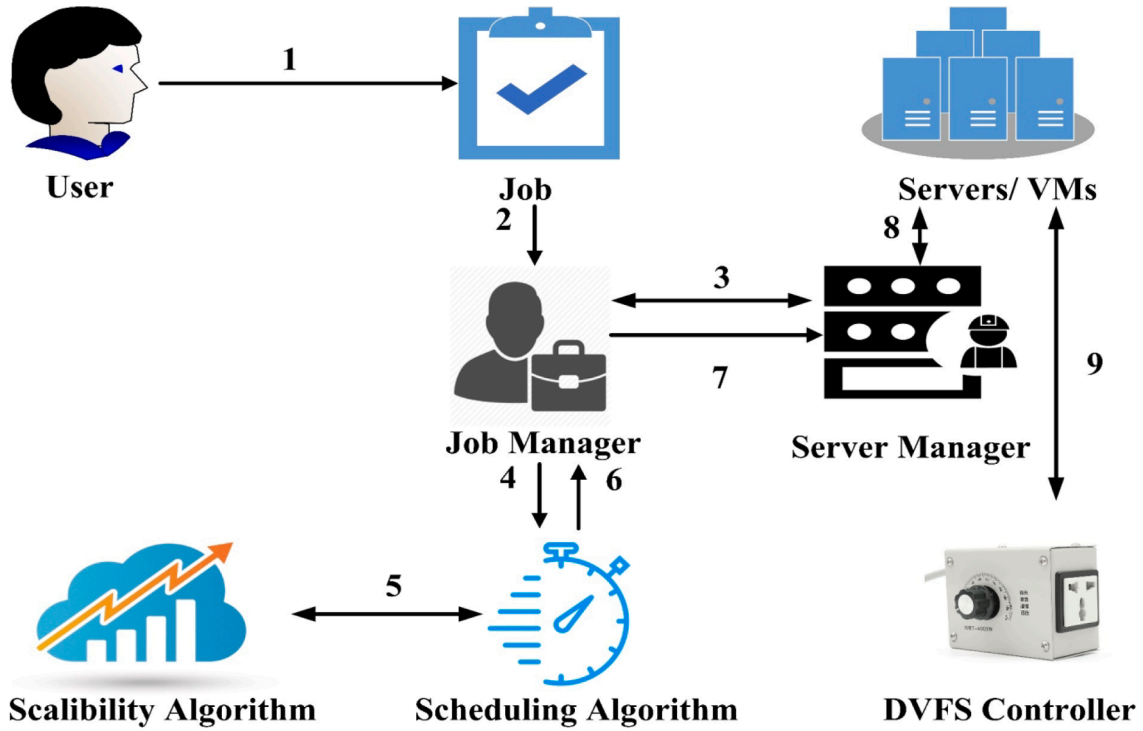 1
User
Job
Servers/ VMs
2
8
3
7
9
Job Manager
Server Manager
4
6
5
Scalibility Algorithm
Scheduling Algorithm
DVFS Controller